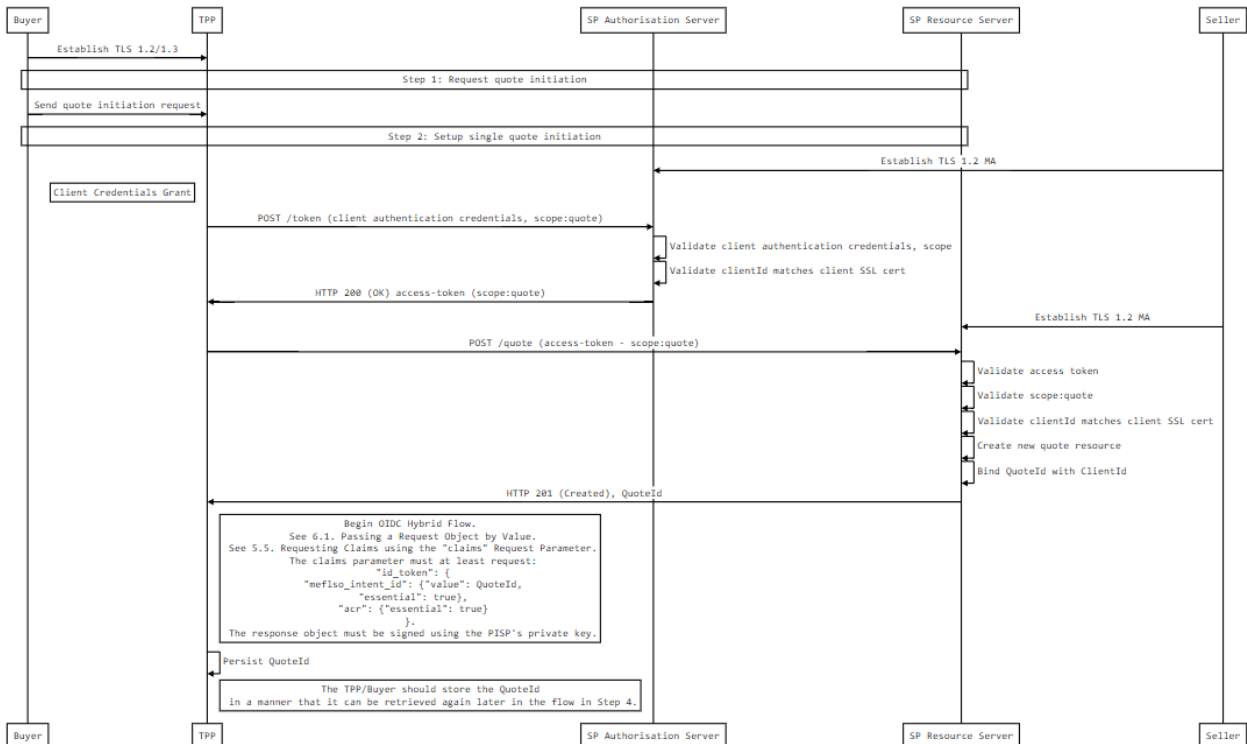 Buyer
TPP
SP Authorisation Server
SP Resource Server
Seller
Establish TLS 1.2/1.3
Step 1: Request quote initiation
Send quote initiation request
Step 2: Setup single quote initiation
Establish TLS 1.2 MA
Client Credentials Grant
POST /token (client authentication credentials, scope:quote)
Validate client authentication credentials, scope
Validate clientId matches client SSL cert
HTTP 200 (OK) access-token (scope:quote)
Establish TLS 1.2 MA
POST /quote (access-token - scope:quote)
Validate access token
Validate scope:quote
Validate clientId matches client SSL cert
Create new quote resource
Bind QuoteId with ClientId
HTTP 201 (Created), QuoteId
Begin OIDC Hybrid Flow.
See 6.1. Passing a Request Object by Value.
See 5.5. Requesting Claims using the "claims" Request Parameter.
The claims parameter must at least request:
"id_token": {
"meflso_intent_id": {"value": QuoteId,
"essential": true},
"acr": {"essential": true}
}.
The response object must be signed using the PISP's private key.
Persist QuoteId
The TPP/Buyer should store the QuoteId
in a manner that it can be retrieved again later in the flow in Step 4.
Buyer
TPP
SP Authorisation Server
SP Resource Server
Seller